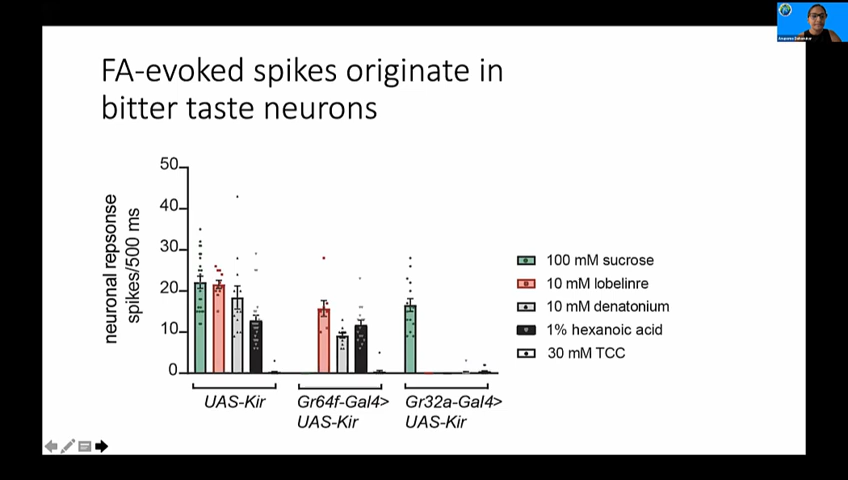 FA-evoked spikes originate in
bitter taste neurons
neuronal repsonse
spikes/500 ms
50
40
30
20
10
0
UAS-Kir
Gr64f-Gal4>
UAS-Kir
Gr32a-Gal4>
UAS-Kir
100 mM sucrose
10 mM lobelinre
10 mM denatonium
1% hexanoic acid
30 mM TCC